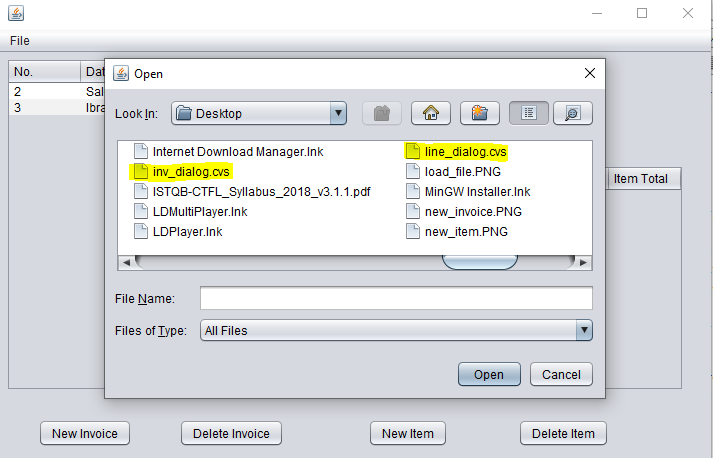 File
No.
Dat
2 Sal
3 Ibra
Item Total
Open
Look In: Desktop
Internet Download Manager.lnk
inv_dialog.cvs
ISTQB-CTFL_Syllabus_2018_v3.1.1.pdf
LDMultiPlayer.lnk
LDPlayer.lnk
line_dialog.cvs
load_file.PNG
MinGW Installer.lnk
new_invoice.PNG
new_item.PNG
File Name:
Files of Type: All Files
Open Cancel
New Invoice Delete Invoice New Item Delete Item